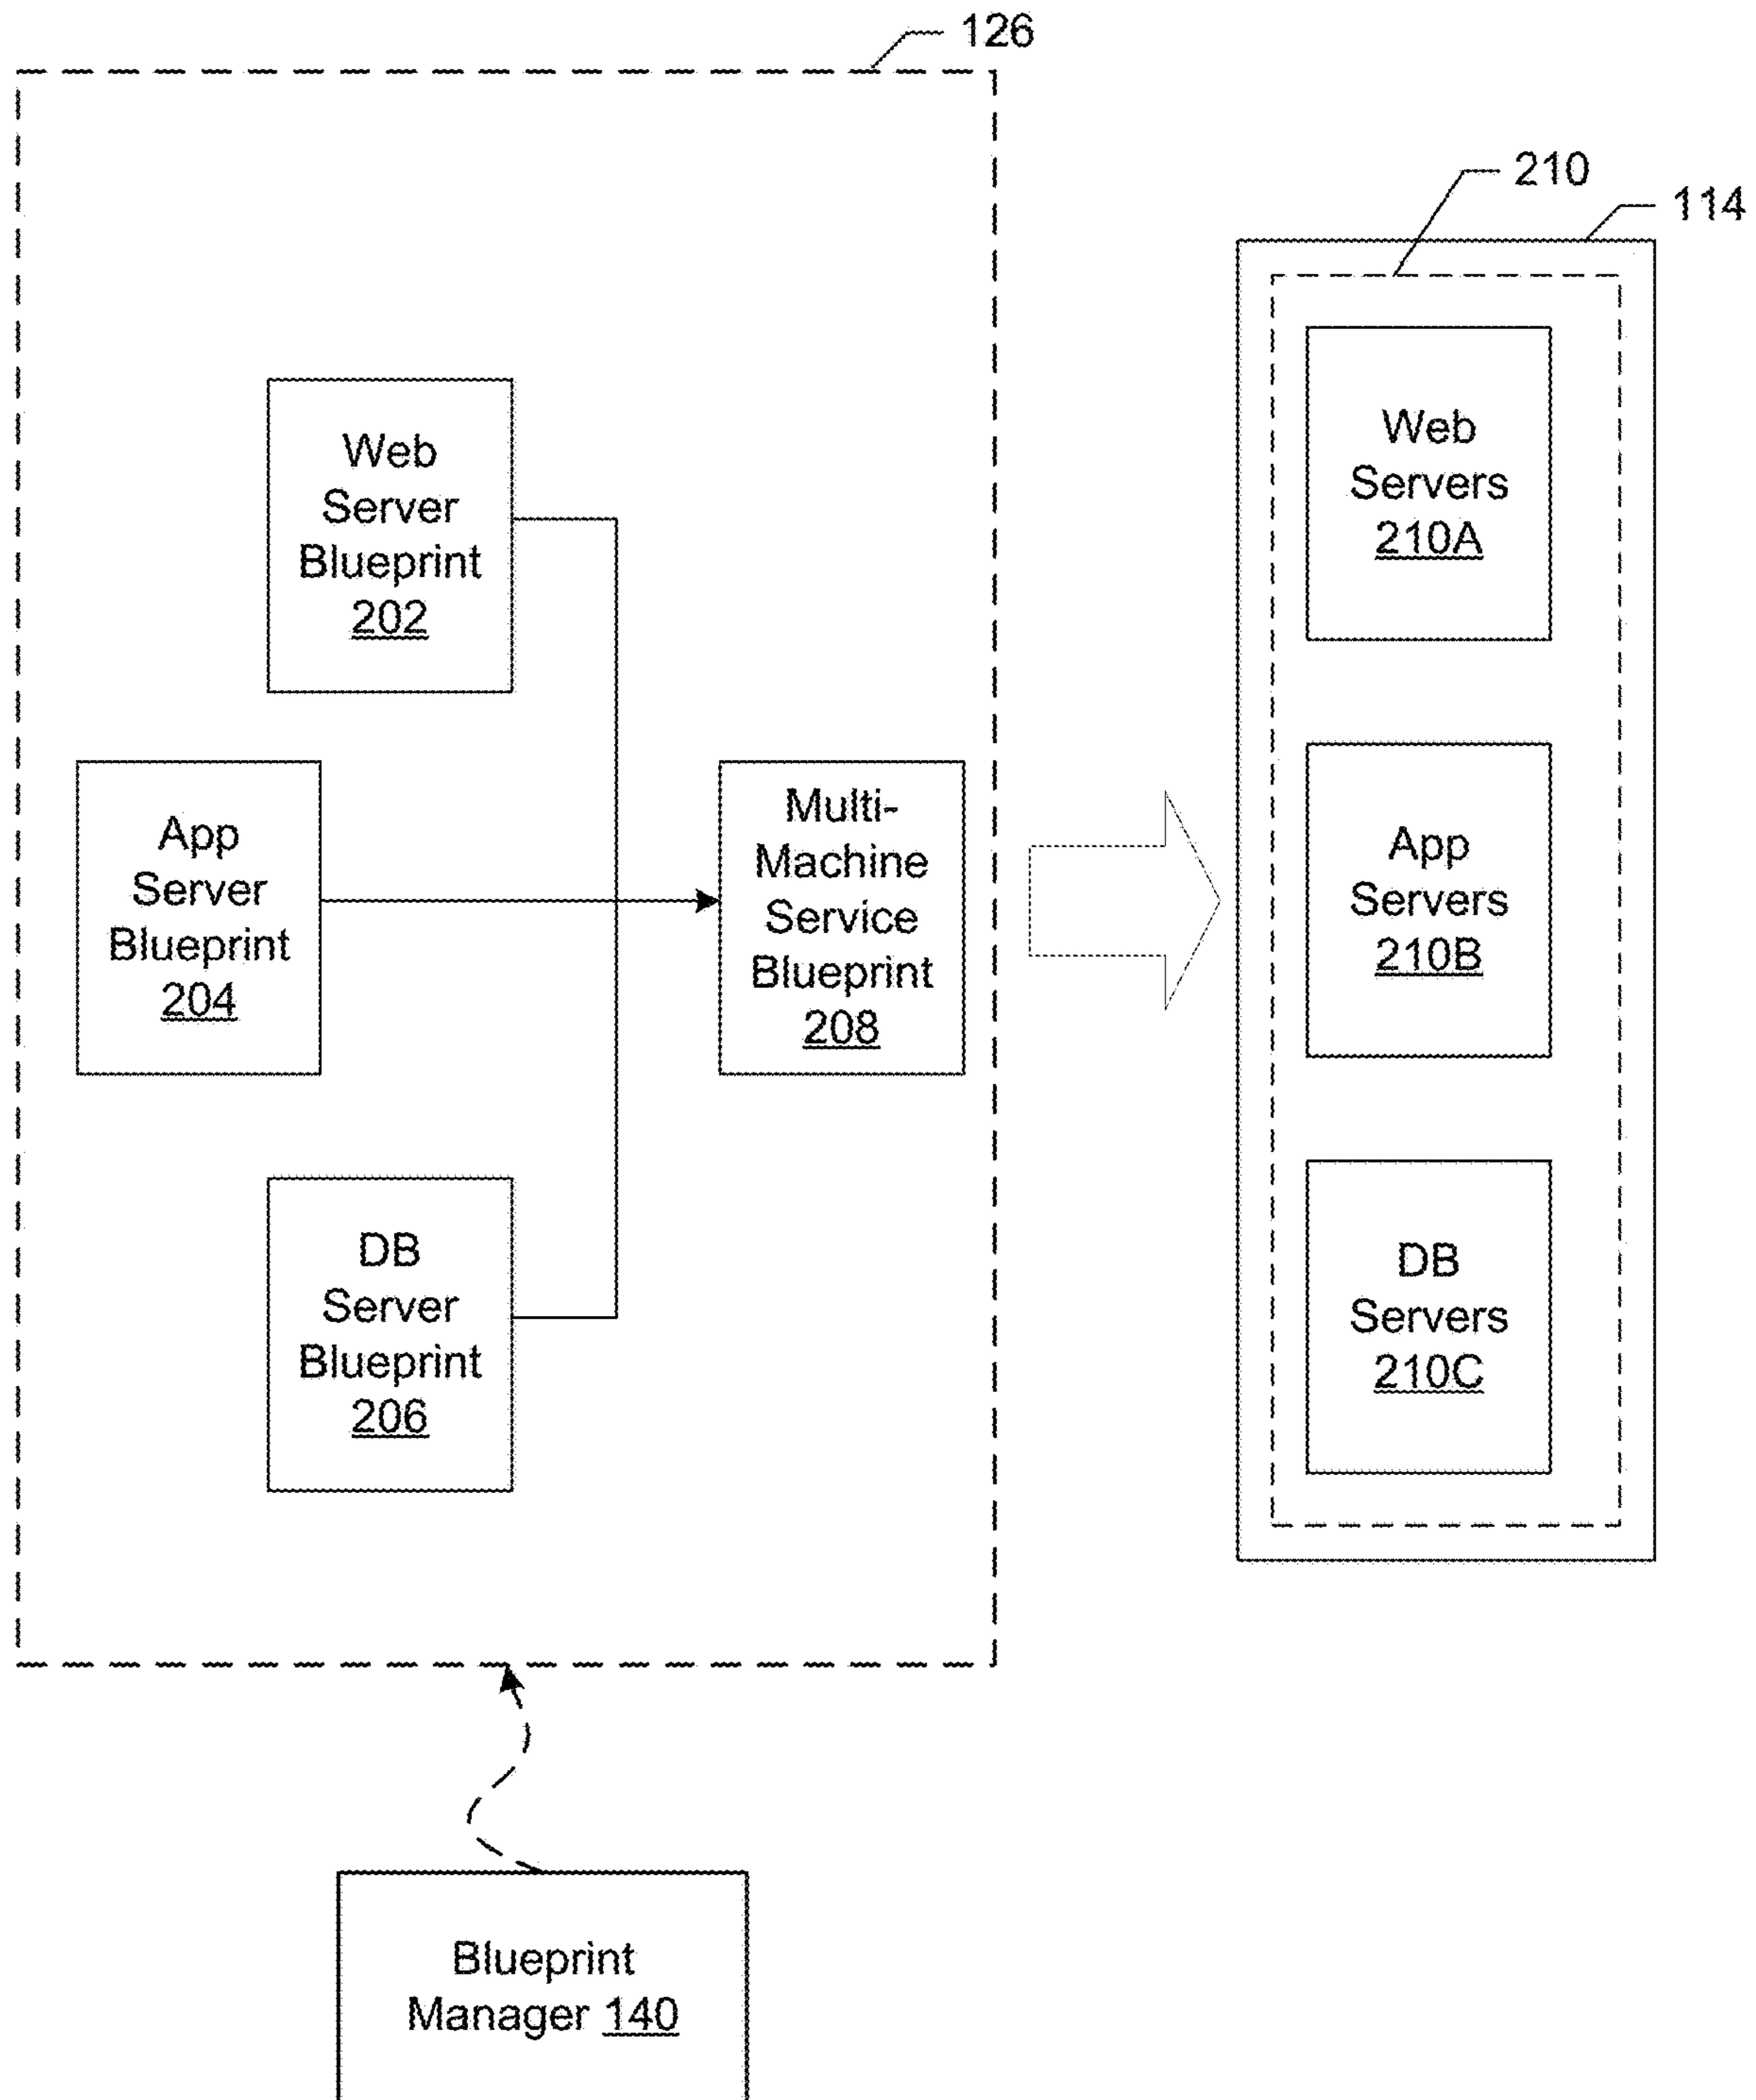 126
210
114
Web
Server
Blueprint
202
App
Server
Blueprint
204
DB
Server
Blueprint
206
Multi-
Machine
Service
Blueprint
208
Web
Servers
210A
App
Servers
210B
DB
Servers
210C
Blueprint
Manager 140